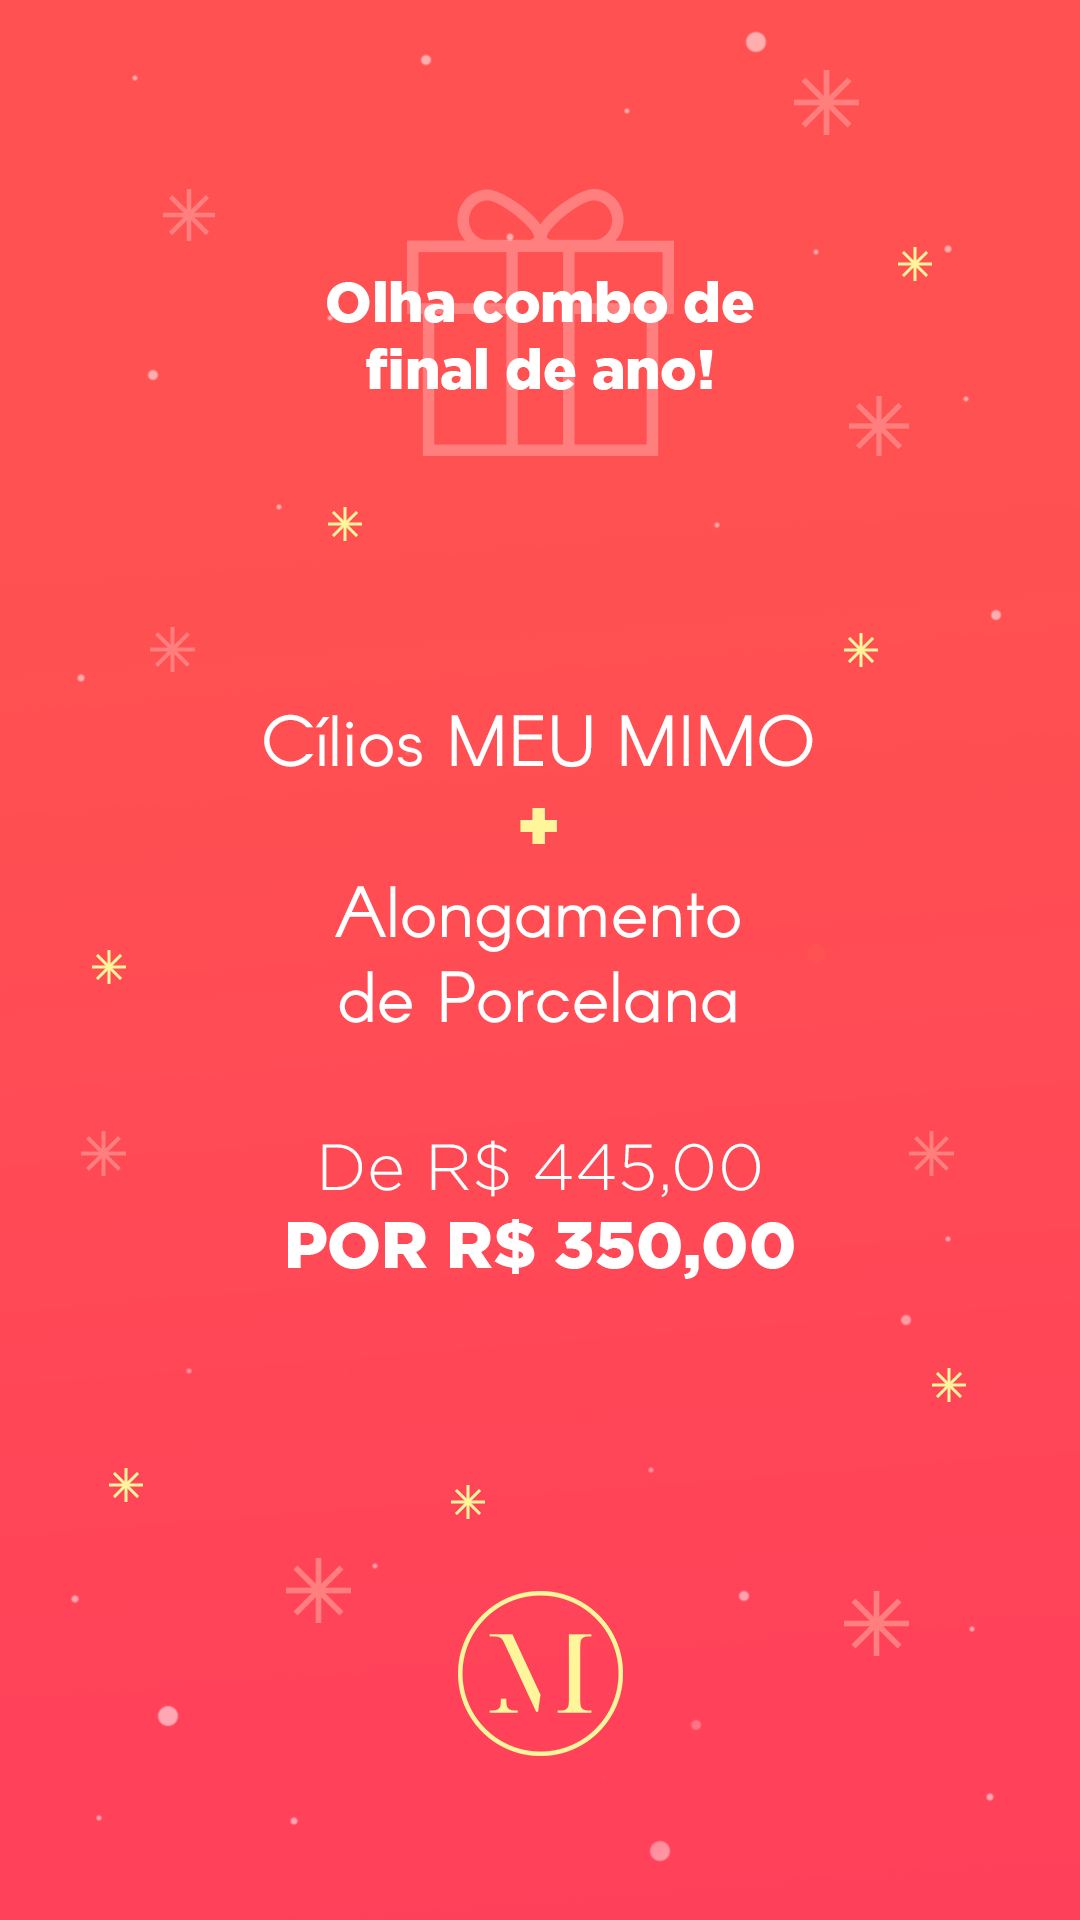 Olha combo de
final de ano!
Cílios MEU MIMO
+
Alongamento
de Porcelana
De R$ 445,00
POR R$ 350,00
M